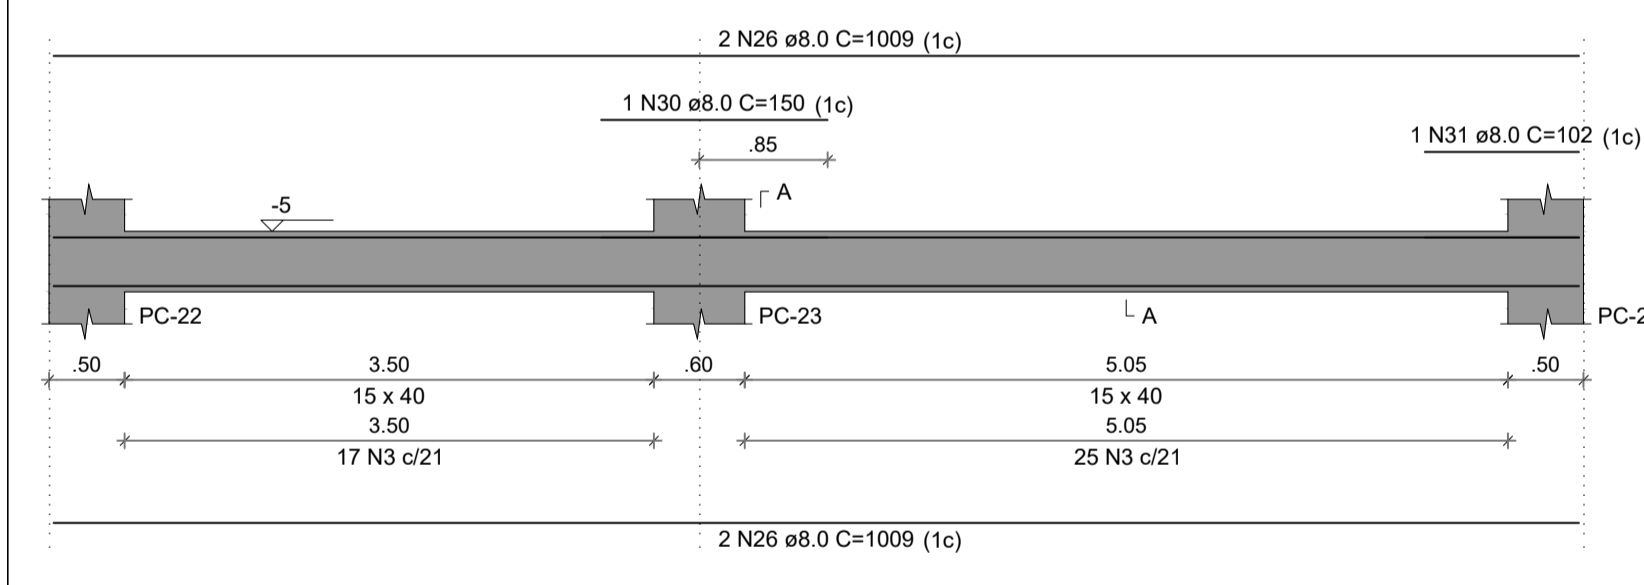 2 N26 ø8.0 C=1009 (1c)
1 N30 ø8.0 C=150 (1c)
.85
1 N31 ø8.0 C=102 (1c)
A
-5
PC-22
PC-23
A
PC-2
.50
3.50
.60
5.05
.50
15 x 40
15 x 40
3.50
5.05
17 N3 c/21
25 N3 c/21
2 N26 ø8.0 C=1009 (1c)